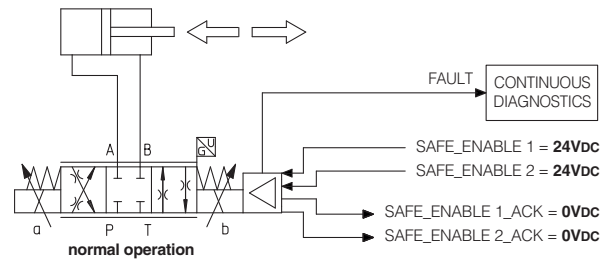 FAULT
CONTINUOUS
DIAGNOSTICS
A B
U
G
SAFE_ENABLE 1 = 24VDC
SAFE_ENABLE 2 = 24VDC
SAFE_ENABLE 1_ACK = 0VDC
SAFE_ENABLE 2_ACK = 0VDC
a P T b
normal operation